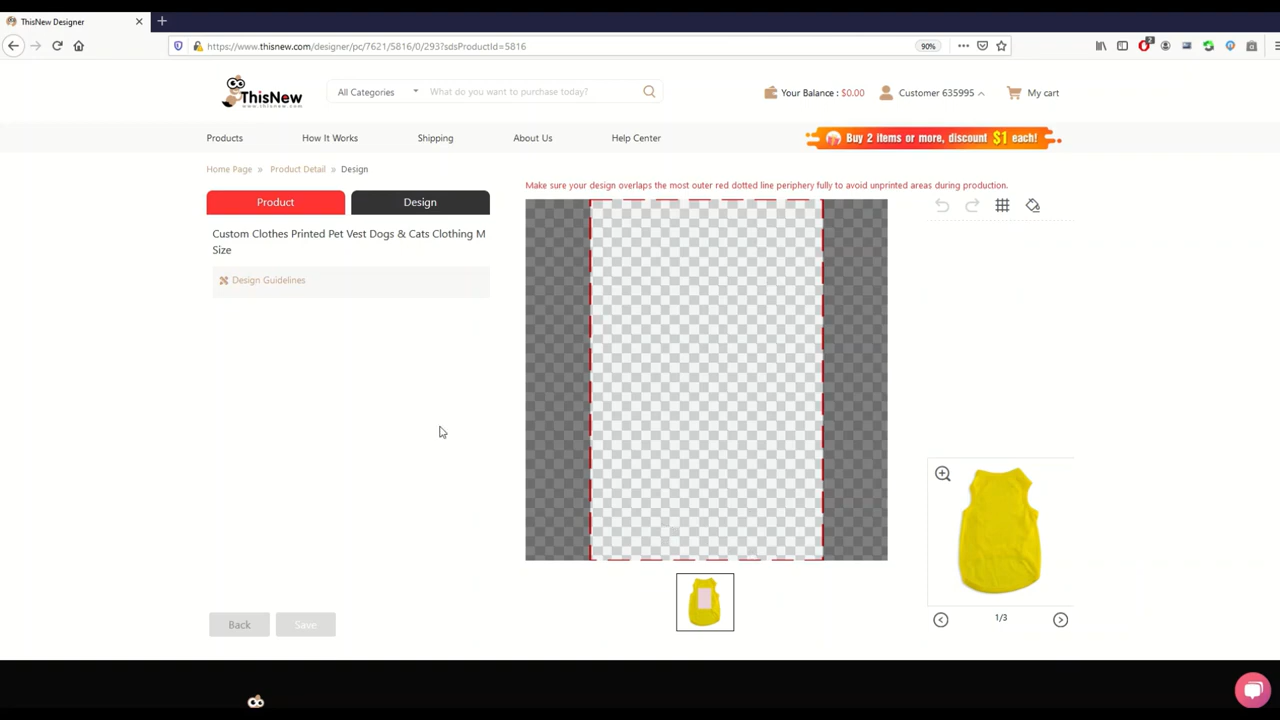 ThisNew Designer
https://www.thisnew.com/designer/pc/7621/5816/0/293?sdsProductId=5816
90%
2
ThisNew
www.thisnew.com
All Categories
What do you want to purchase today?
Your Balance : $0.00
Customer 635995
My cart
Products
How It Works
Shipping
About Us
Help Center
Buy 2 items or more, discount $1 each!
Home Page » Product Detail » Design
Make sure your design overlaps the most outer red dotted line periphery fully to avoid unprinted areas during production.
Product
Design
Custom Clothes Printed Pet Vest Dogs & Cats Clothing M
Size
Design Guidelines
Back
Save
1/3